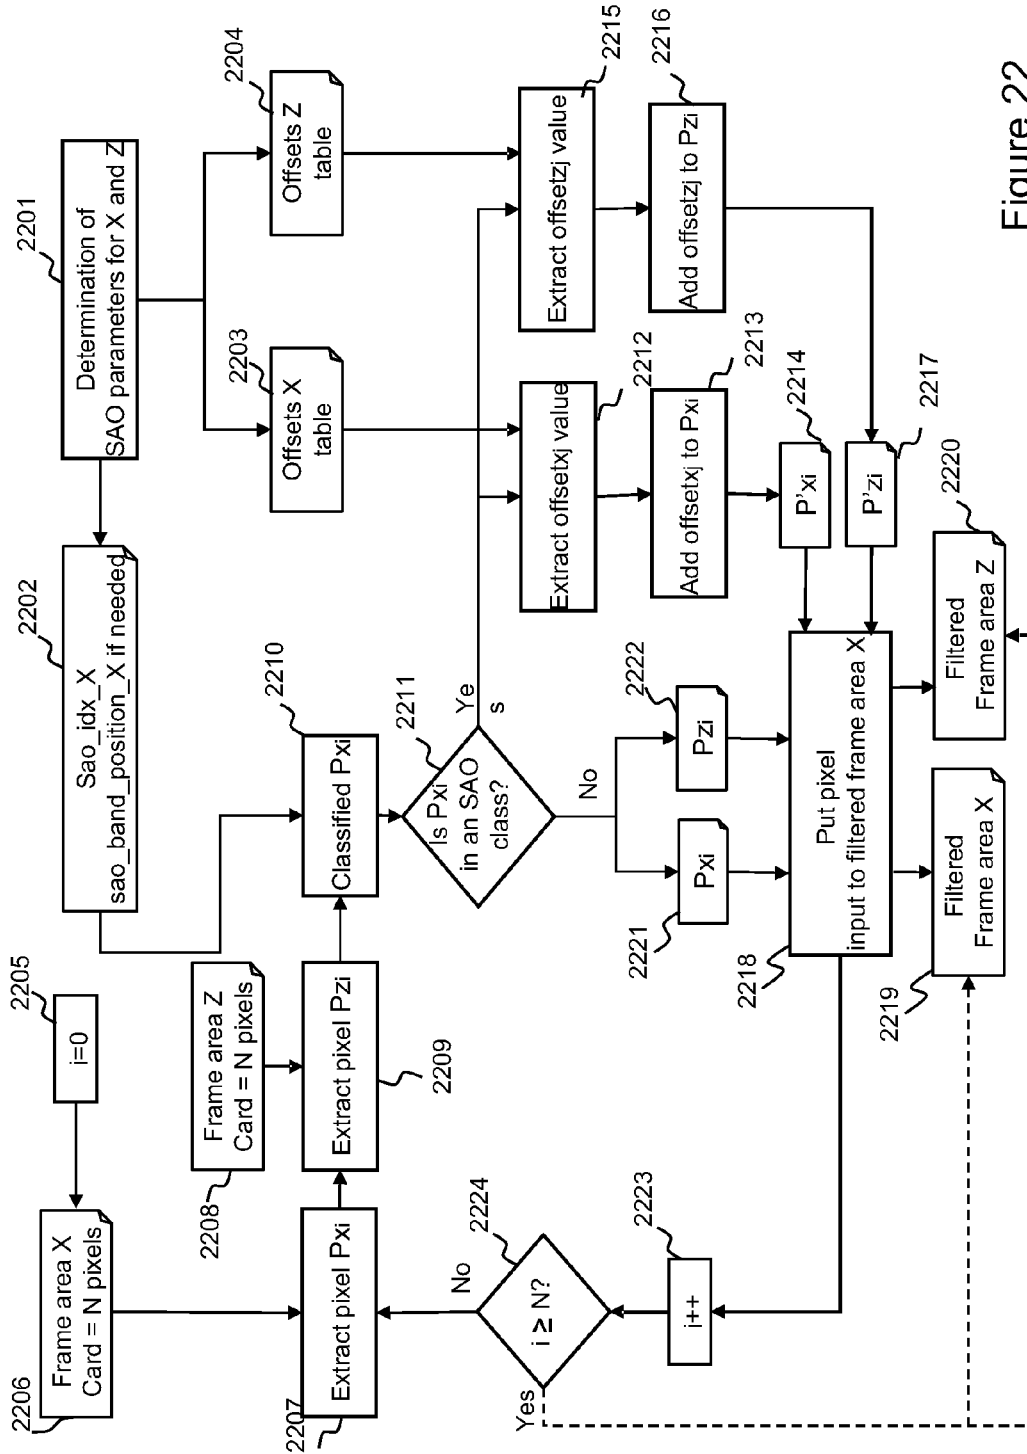 2201
Determination of
SAO parameters for X and Z
2202
Sao_idx_X
sao_band_position_X if needed
2203
Offsets X
table
2204
Offsets Z
table
2205
i=0
2206
Frame area X
Card = N pixels
2207
Extract pixel Pxi
2208
Frame area Z
Card = N pixels
2209
Extract pixel Pzi
2210
Classified Pxi
2211
Is Pxi
in an SAO
class?
Ye
s
No
2212
Extract offsetxj value
2213
Add offsetxj to Pxi
2214
P'xi
2215
Extract offsetzj value
2216
Add offsetzj to Pzi
2217
P'zi
2221
Pxi
2222
Pzi
2218
Put pixel
input to filtered frame area X
2219
Filtered
Frame area X
2220
Filtered
Frame area Z
2223
i++
2224
i ≥ N?
No
Yes
Figure 22